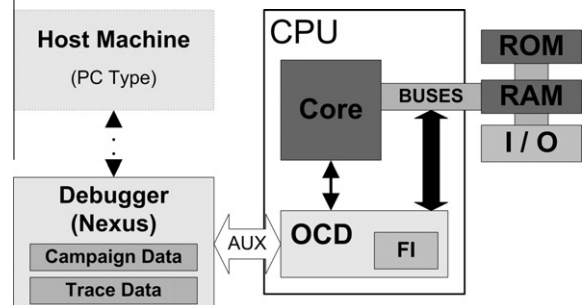 Host Machine
(PC Type)
Debugger
(Nexus)
Campaign Data
Trace Data
AUX
CPU
Core
BUSES
OCD
FI
ROM
RAM
I / O